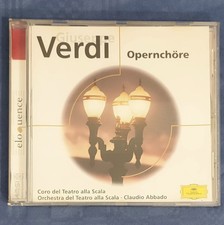 Giuseppe
Verdi
Opernchöre
eloquence
Coro del Teatro alla Scala
Orchestra del Teatro alla Scala · Claudio Abbado